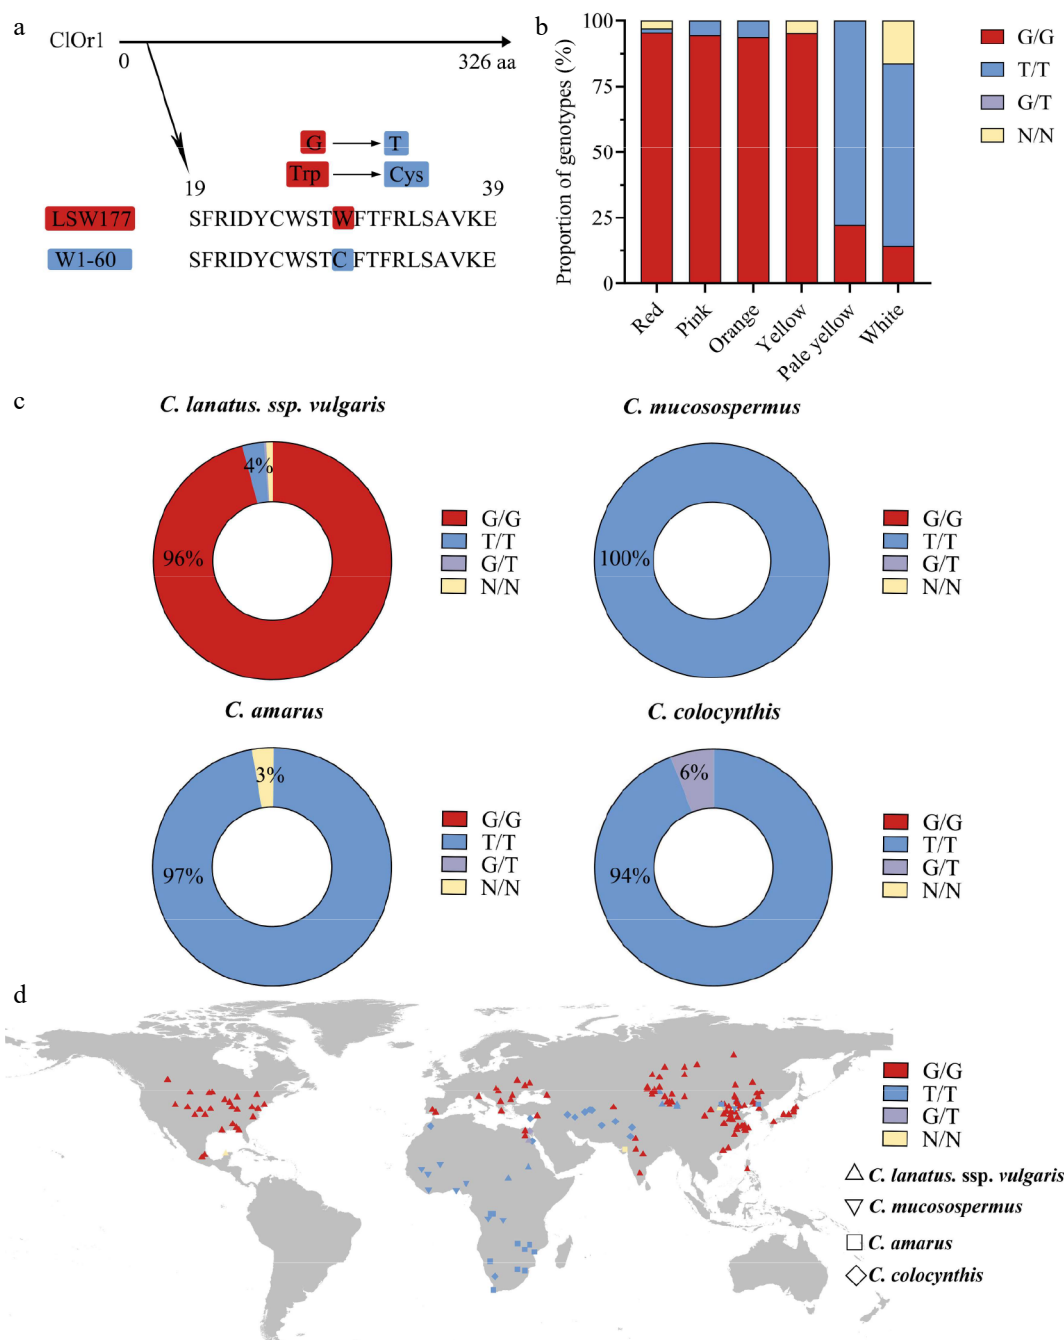 a
ClOr1
0
326 aa
G
T
Trp
Cys
19
39
LSW177
SFRIDYCWSTWFTFRLSAVKE
W1-60
SFRIDYCWSTCFTFRLSAVKE
b
Proportion of genotypes (%)
100
75
50
25
0
Red
Pink
Orange
Yellow
Pale yellow
White
G/G
T/T
G/T
N/N
c
C. lanatus. ssp. vulgaris
4%
96%
G/G
T/T
G/T
N/N
C. mucosospermus
100%
G/G
T/T
G/T
N/N
C. amarus
3%
97%
G/G
T/T
G/T
N/N
C. colocynthis
6%
94%
G/G
T/T
G/T
N/N
d
G/G
T/T
G/T
N/N
C. lanatus. ssp. vulgaris
C. mucosospermus
C. amarus
C. colocynthis